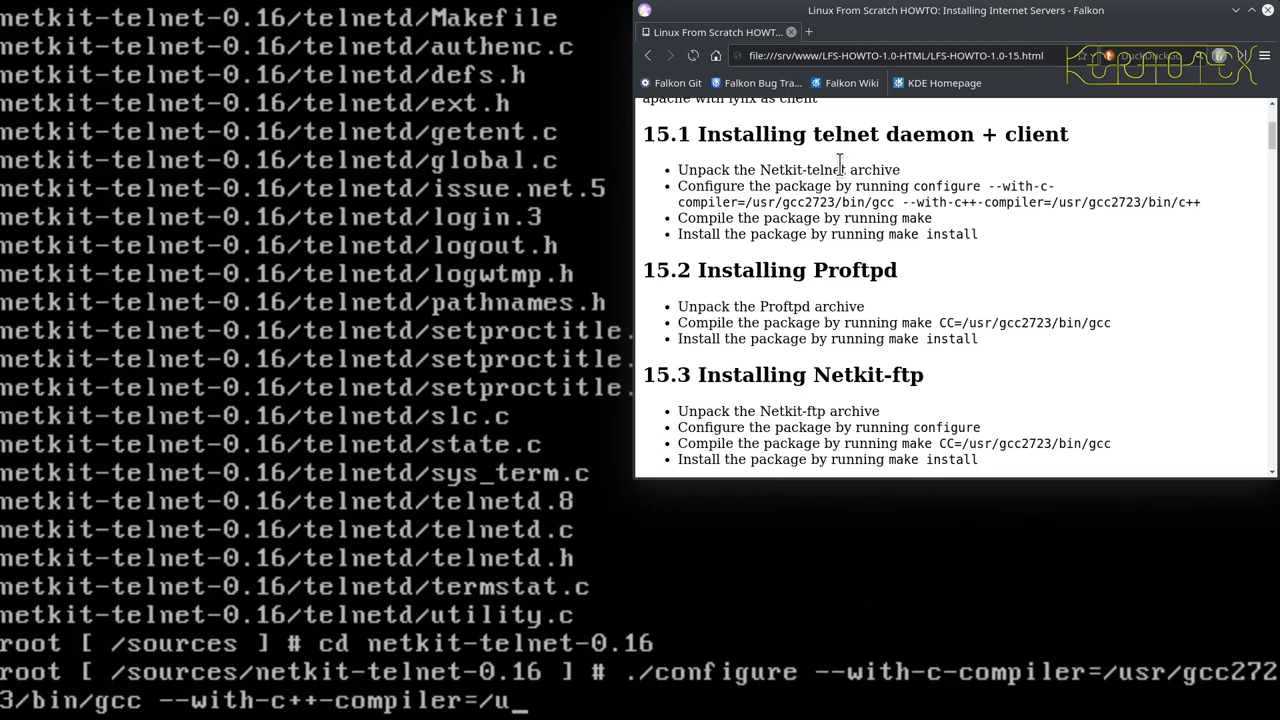 netkit-telnet-0.16/telnetd/Makefile
netkit-telnet-0.16/telnetd/authenc.c
netkit-telnet-0.16/telnetd/defs.h
netkit-telnet-0.16/telnetd/ext.h
netkit-telnet-0.16/telnetd/getent.c
netkit-telnet-0.16/telnetd/global.c
netkit-telnet-0.16/telnetd/issue.net.5
netkit-telnet-0.16/telnetd/login.3
netkit-telnet-0.16/telnetd/logout.h
netkit-telnet-0.16/telnetd/logwtmp.h
netkit-telnet-0.16/telnetd/pathnames.h
netkit-telnet-0.16/telnetd/setproctitle.
netkit-telnet-0.16/telnetd/setproctitle.
netkit-telnet-0.16/telnetd/setproctitle.
netkit-telnet-0.16/telnetd/slc.c
netkit-telnet-0.16/telnetd/state.c
netkit-telnet-0.16/telnetd/sys_term.c
netkit-telnet-0.16/telnetd/telnetd.8
netkit-telnet-0.16/telnetd/telnetd.c
netkit-telnet-0.16/telnetd/telnetd.h
netkit-telnet-0.16/telnetd/termstat.c
netkit-telnet-0.16/telnetd/utility.c
root [ /sources ] # cd netkit-telnet-0.16
root [ /sources/netkit-telnet-0.16 ] # ./configure --with-c-compiler=/usr/gcc272
3/bin/gcc --with-c++-compiler=/u_
Linux From Scratch HOWTO: Installing Internet Servers - Falkon
Linux From Scratch HOWT...
file:///srv/www/LFS-HOWTO-1.0-HTML/LFS-HOWTO-1.0-15.html
DuckDuckGo
Falkon Git
Falkon Bug Tra...
Falkon Wiki
KDE Homepage
apache with lynx as client
15.1 Installing telnet daemon + client
• Unpack the Netkit-telnet archive
• Configure the package by running configure --with-c-
compiler=/usr/gcc2723/bin/gcc --with-c++-compiler=/usr/gcc2723/bin/c++
• Compile the package by running make
• Install the package by running make install
15.2 Installing Proftpd
• Unpack the Proftpd archive
• Compile the package by running make CC=/usr/gcc2723/bin/gcc
• Install the package by running make install
15.3 Installing Netkit-ftp
• Unpack the Netkit-ftp archive
• Configure the package by running configure
• Compile the package by running make CC=/usr/gcc2723/bin/gcc
• Install the package by running make install